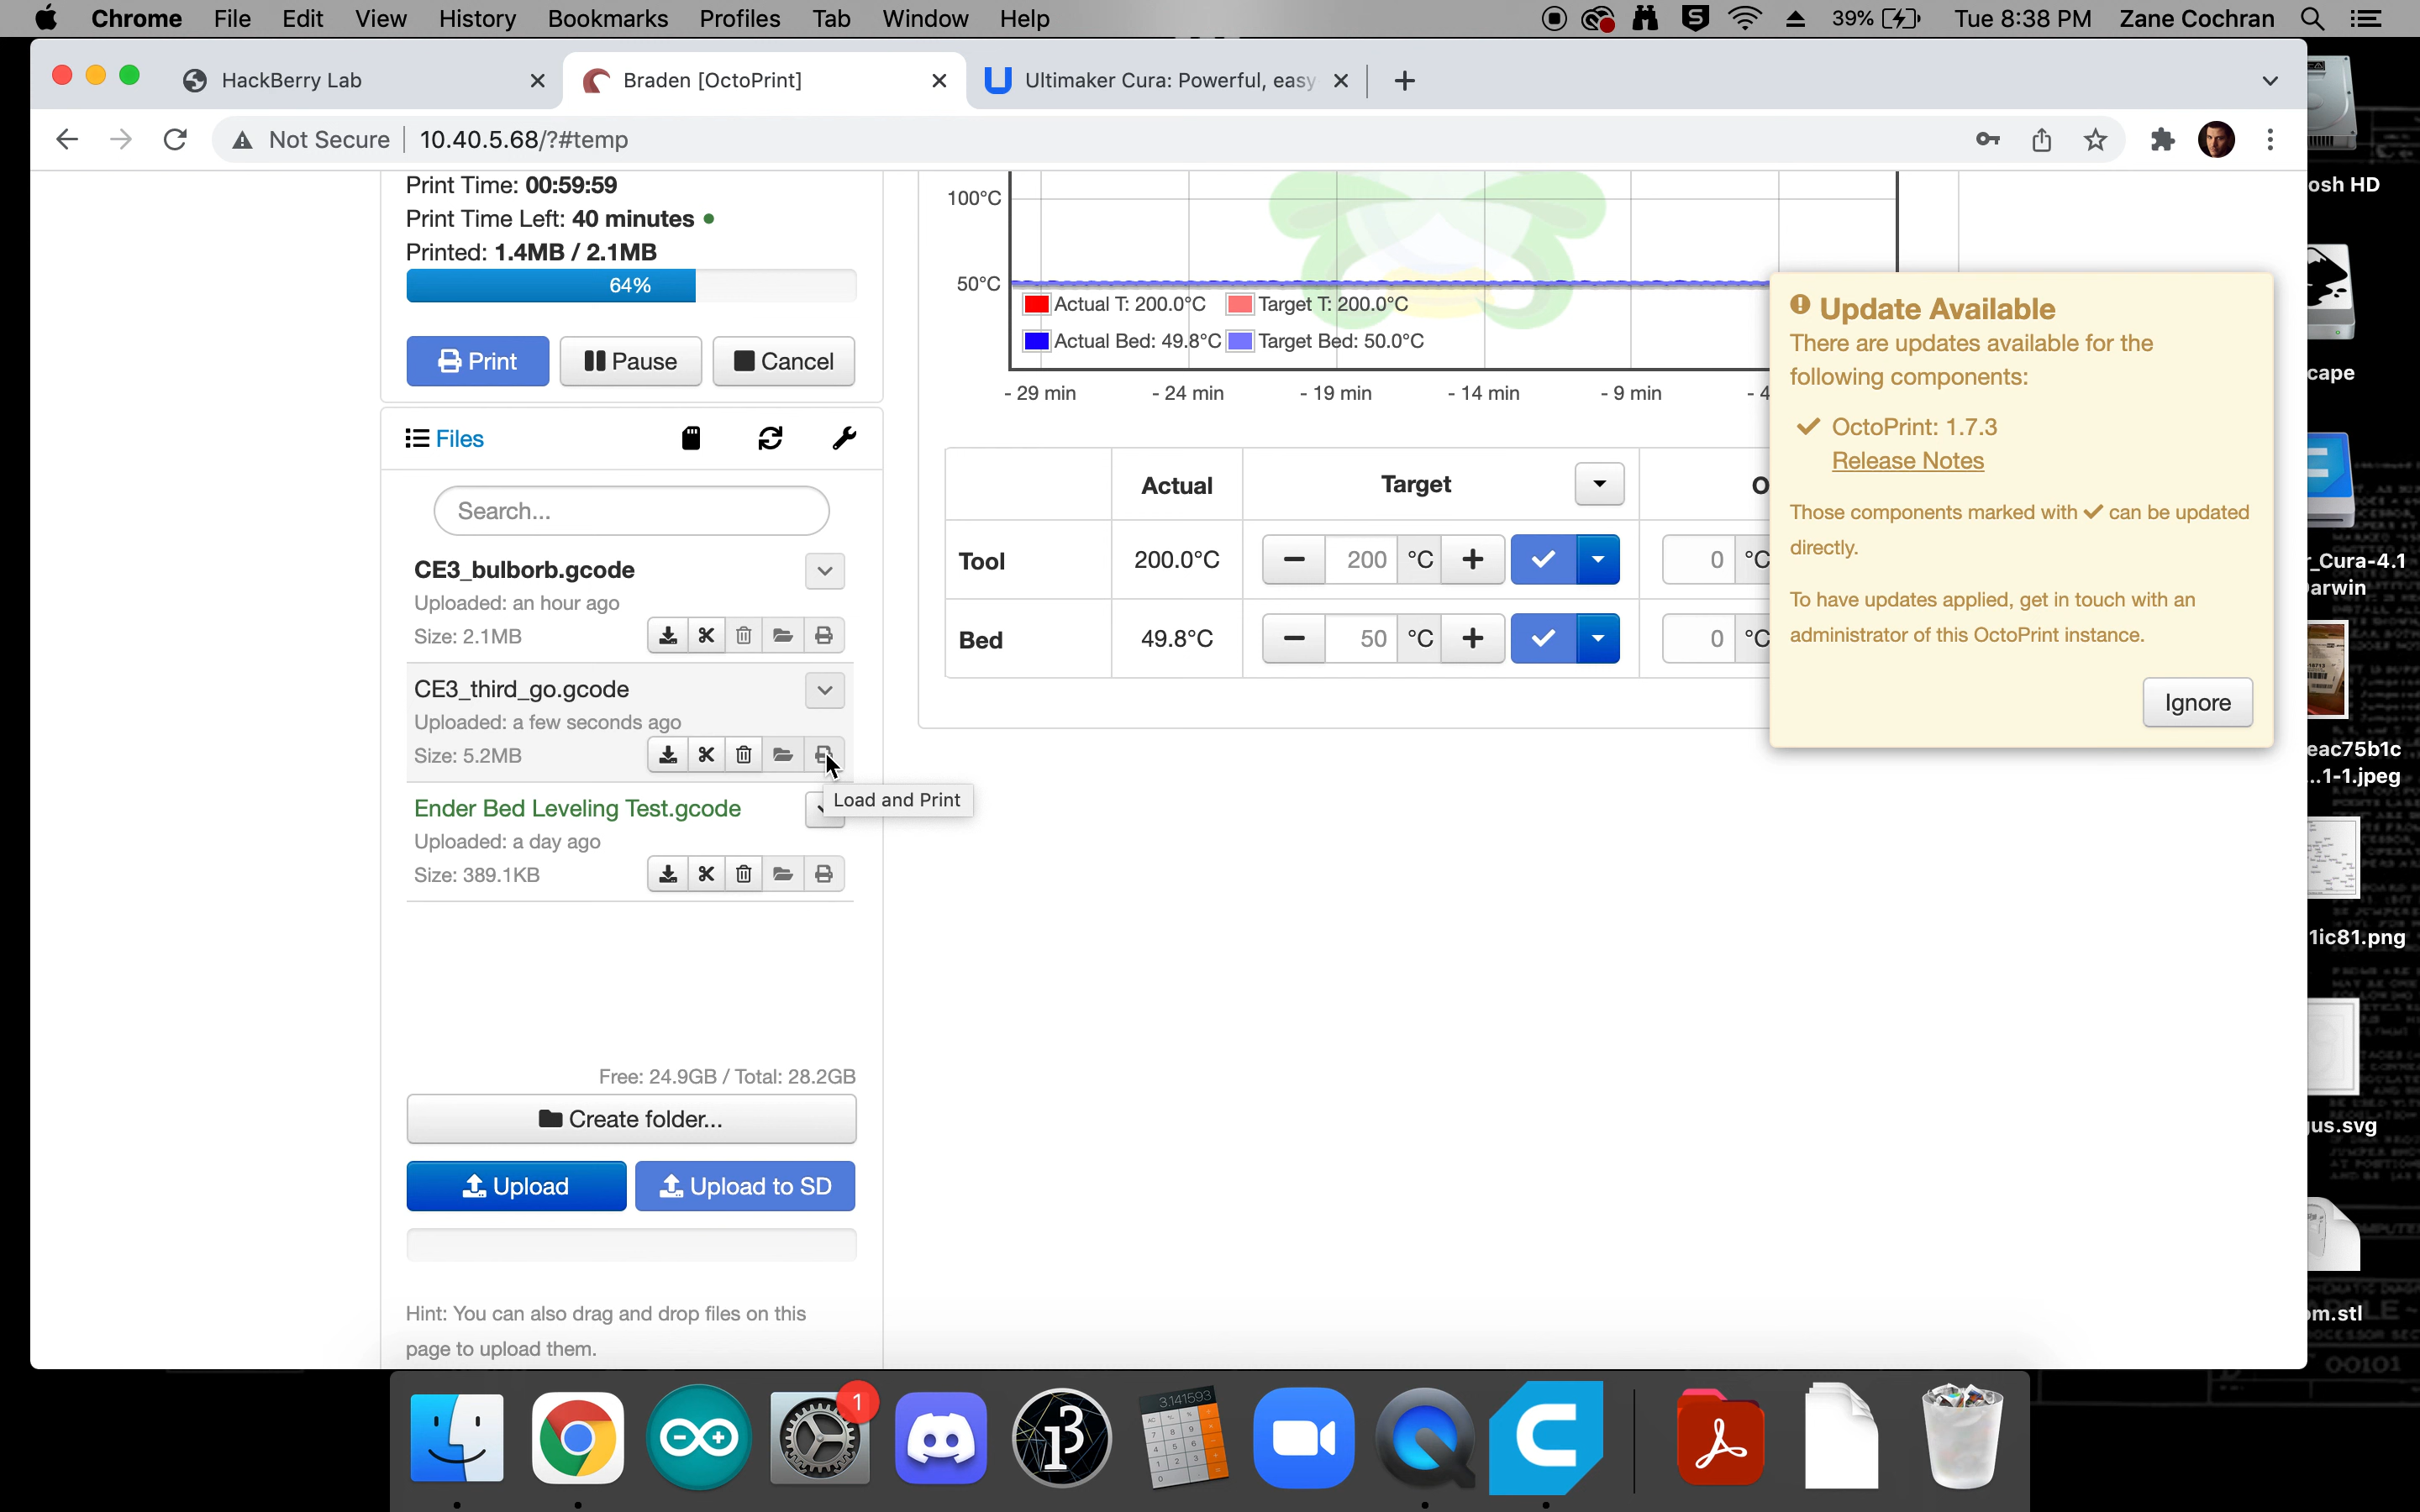 Chrome File Edit View History Bookmarks Profiles Tab Window Help
39% Tue 8:38 PM Zane Cochran
HackBerry Lab
Braden [OctoPrint]
Ultimaker Cura: Powerful, easy
Not Secure 10.40.5.68/?#temp
Print Time: 00:59:59
Print Time Left: 40 minutes
Printed: 1.4MB / 2.1MB
64%
Print Pause Cancel
Files
Search...
CE3_bulborb.gcode
Uploaded: an hour ago
Size: 2.1MB
CE3_third_go.gcode
Uploaded: a few seconds ago
Size: 5.2MB
Load and Print
Ender Bed Leveling Test.gcode
Uploaded: a day ago
Size: 389.1KB
Free: 24.9GB / Total: 28.2GB
Create folder...
Upload Upload to SD
Hint: You can also drag and drop files on this
page to upload them.
100°C
50°C
Actual T: 200.0°C Target T: 200.0°C
Actual Bed: 49.8°C Target Bed: 50.0°C
- 29 min - 24 min - 19 min - 14 min - 9 min - 4
Actual Target O
Tool 200.0°C 200 °C 0 °C
Bed 49.8°C 50 °C 0 °C
Update Available
There are updates available for the
following components:
OctoPrint: 1.7.3
Release Notes
Those components marked with ✓ can be updated
directly.
To have updates applied, get in touch with an
administrator of this OctoPrint instance.
Ignore
osh HD
cape
r_Cura-4.1
arwin
eac75b1c
...1-1.jpeg
1ic81.png
us.svg
om.stl
00101
1
3.141593